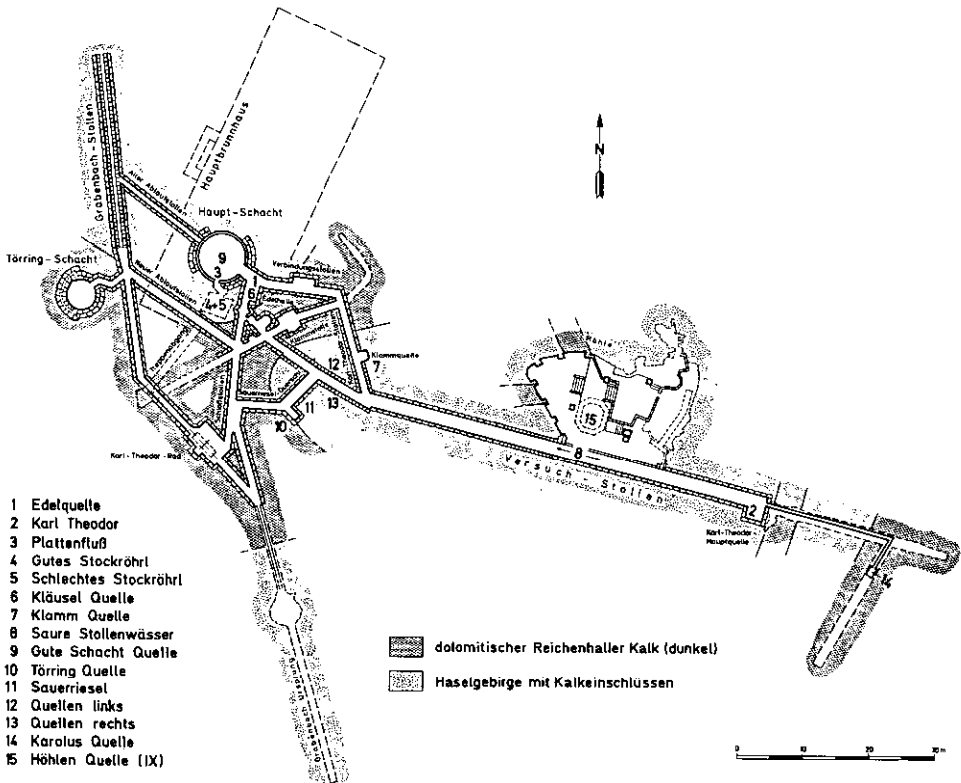 Grabenbach - Stollen
Hauptbrunnhaus
Alter Ablaufstollen
Haupt - Schacht
N
Törring - Schacht
9
3
Verbindungsstollen
1
4+5
6
Neuer Ablaufstollen
Höhle
12
Klammquelle
7
11
13
10
15
8
Versuch - Stollen
Karl - Theodor - Bad
2
Karl-Theodor-
Hauptquelle
14
1 Edelquelle
2 Karl Theodor
3 Plattenfluß
4 Gutes Stockröhrl
5 Schlechtes Stockröhrl
6 Kläusel Quelle
7 Klamm Quelle
8 Saure Stollenwässer
9 Gute Schacht Quelle
10 Törring Quelle
11 Sauerriesel
12 Quellen links
13 Quellen rechts
14 Karolus Quelle
15 Höhlen Quelle (IX)
Grabenbach Ursprung
dolomitischer Reichenhaller Kalk (dunkel)
Haselgebirge mit Kalkeinschlüssen
0 10 20 30 m